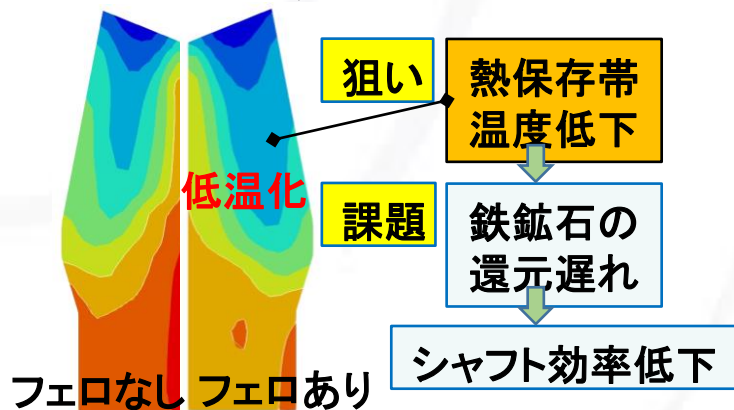 狙い
熱保存帯
温度低下
低温化
課題
鉄鉱石の
還元遅れ
シャフト効率低下
フェロなし フェロあり